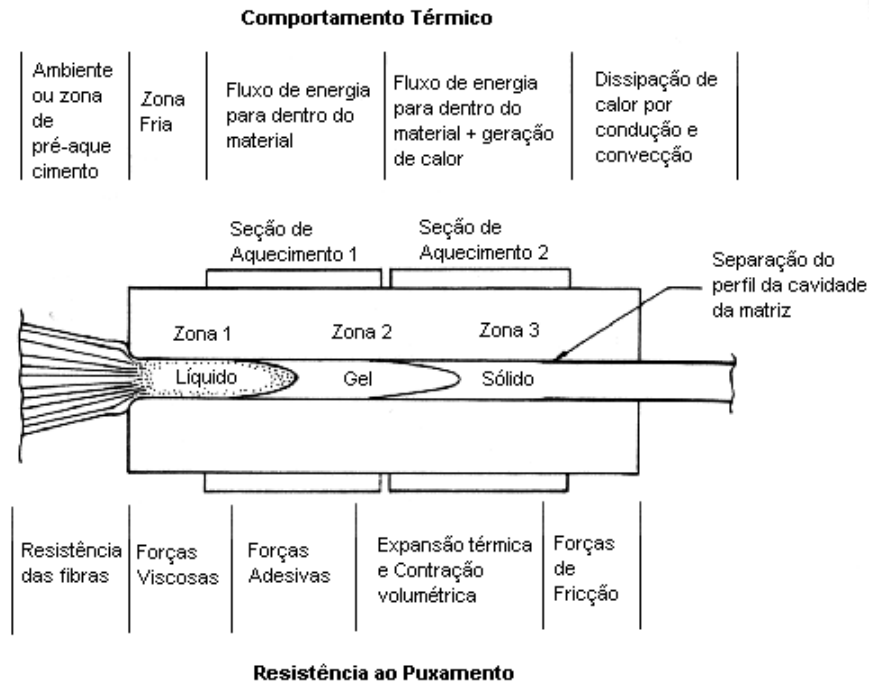 Comportamento Térmico
Ambiente
ou zona
de
pré-aque
cimento
Zona
Fria
Fluxo de energia
para dentro do
material
Fluxo de energia
para dentro do
material + geração
de calor
Dissipação de
calor por
condução e
convecção
Seção de
Aquecimento 1
Seção de
Aquecimento 2
Separação do
perfil da cavidade
da matriz
Zona 1
Zona 2
Zona 3
Líquido
Gel
Sólido
Resistência
das fibras
Forças
Viscosas
Forças
Adesivas
Expansão térmica
e Contração
volumétrica
Forças
de
Fricção
Resistência ao Puxamento